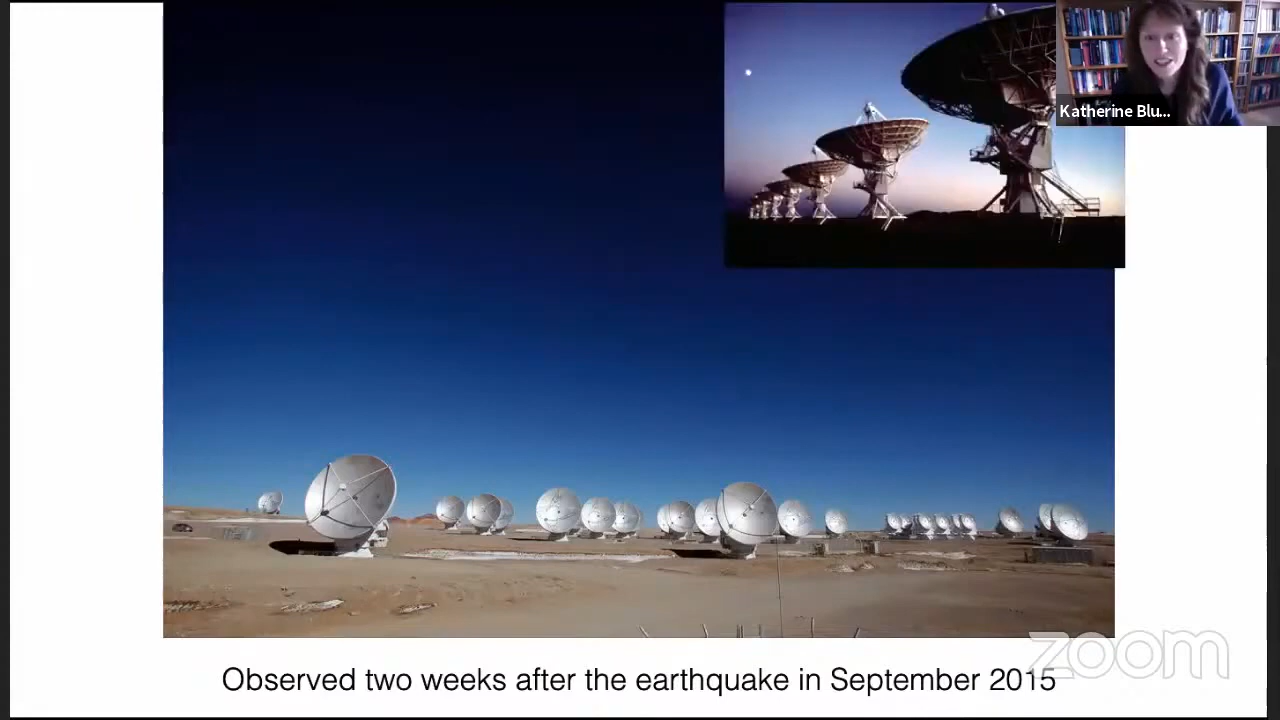 Katherine Blu...
Observed two weeks after the earthquake in September 2015
zoom